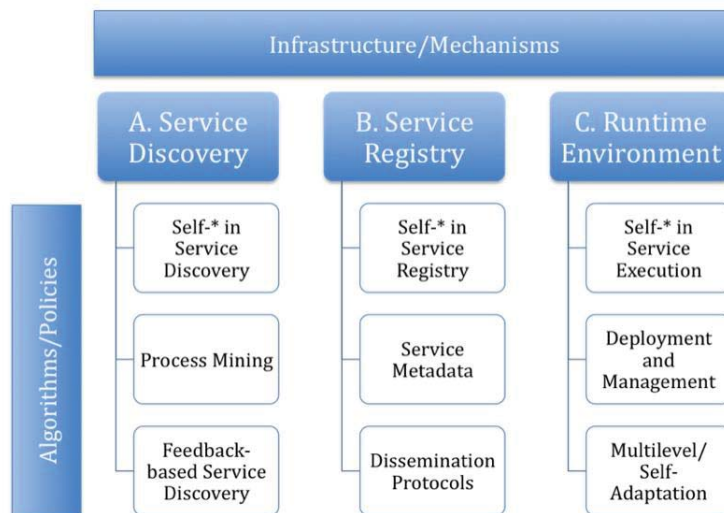 Infrastructure/Mechanisms
A. Service
Discovery
B. Service
Registry
C. Runtime
Environment
Algorithms/Policies
Self-* in
Service
Discovery
Process Mining
Feedback-
based Service
Discovery
Self-* in
Service
Registry
Service
Metadata
Dissemination
Protocols
Self-* in
Service
Execution
Deployment
and
Management
Multilevel/
Self-
Adaptation